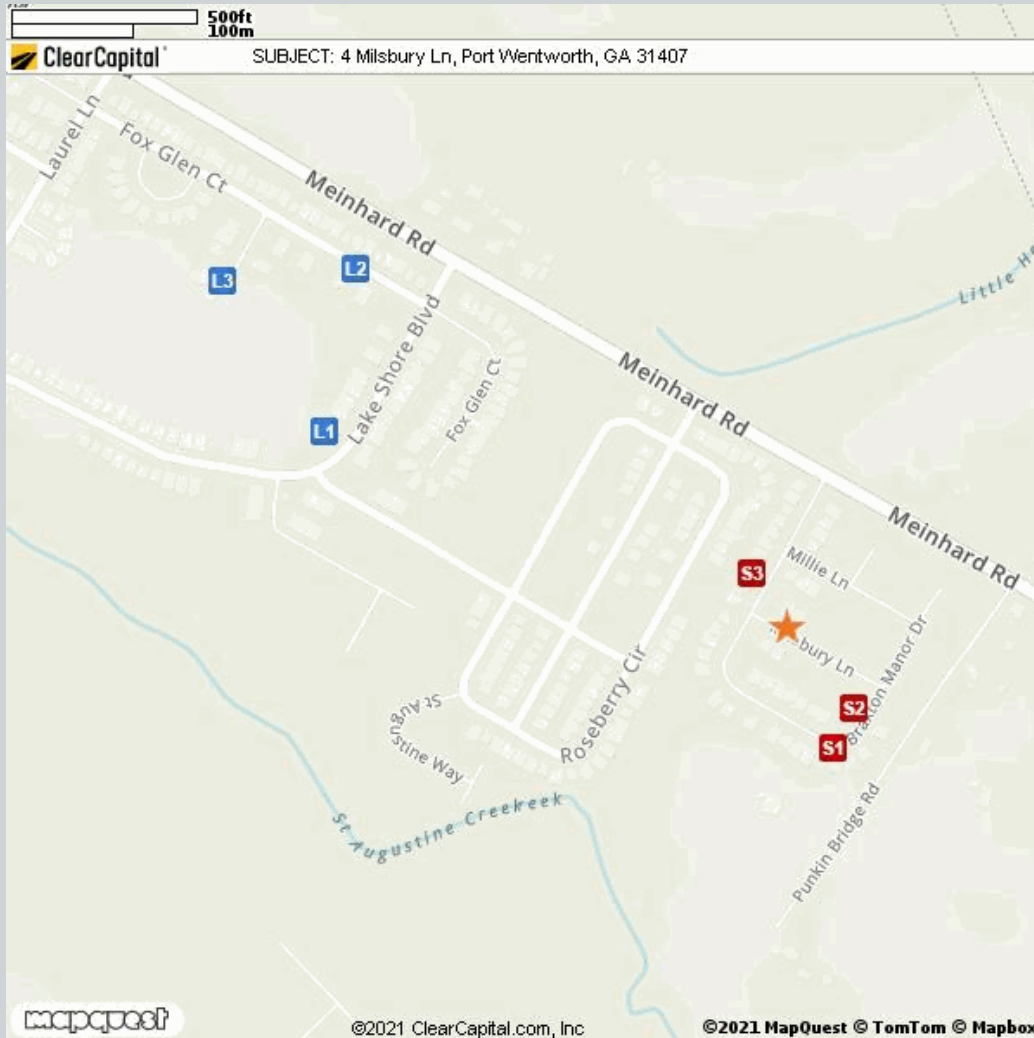 500ft
100m
ClearCapital
SUBJECT: 4 Milsbury Ln, Port Wentworth, GA 31407
Laurel Ln
Fox Glen Ct
Meinhard Rd
L3
L2
Little
Lake Shore Blvd
Meinhard Rd
Fox Glen Ct
L1
Meinhard Rd
S3
Millie Ln
bury Ln
S2
Braxton Manor Dr
S1
Roseberry Cir
St Augu
stine Way
St Augustine Creekeek
Punkin Bridge Rd
mapquest
©2021 ClearCapital.com, Inc
©2021 MapQuest © TomTom © Mapbox